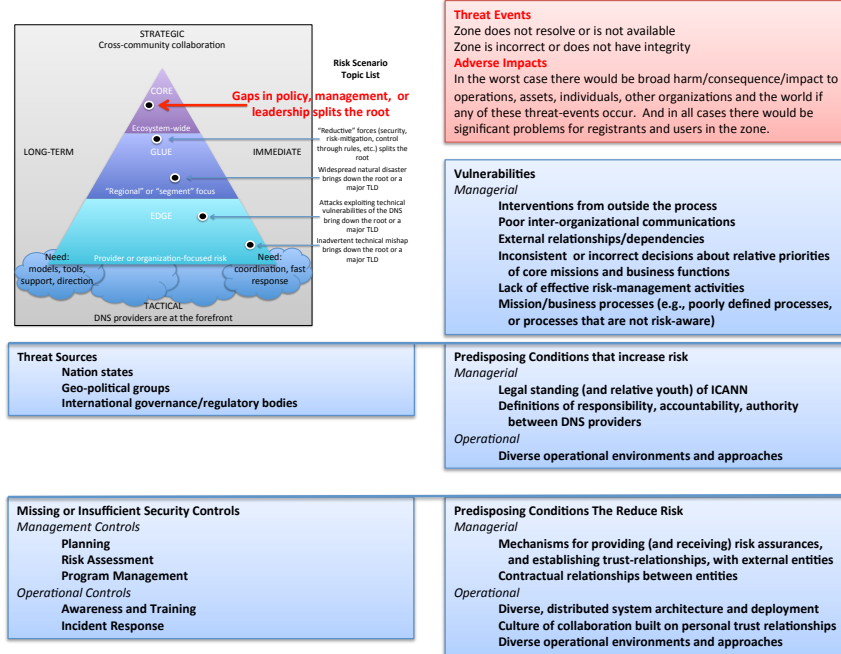 STRATEGIC
Cross-community collaboration
Risk Scenario
Topic List
CORE
Gaps in policy, management, or
leadership splits the root
Ecosystem-wide
"Reductive" forces (security,
risk-mitigation, control
through rules, etc.) splits the
root
LONG-TERM
GLUE
IMMEDIATE
Widespread natural disaster
brings down the root or a
major TLD
"Regional" or "segment" focus
Attacks exploiting technical
vulnerabilities of the DNS
bring down the root or a
major TLD
EDGE
Inadvertent technical mishap
brings down the root or a
major TLD
Provider or organization-focused risk
Need:
models, tools,
support, direction
Need:
coordination, fast
response
TACTICAL
DNS providers are at the forefront
Threat Events
Zone does not resolve or is not available
Zone is incorrect or does not have integrity
Adverse Impacts
In the worst case there would be broad harm/consequence/impact to
operations, assets, individuals, other organizations and the world if
any of these threat-events occur. And in all cases there would be
significant problems for registrants and users in the zone.
Vulnerabilities
Managerial
Interventions from outside the process
Poor inter-organizational communications
External relationships/dependencies
Inconsistent or incorrect decisions about relative priorities
of core missions and business functions
Lack of effective risk-management activities
Mission/business processes (e.g., poorly defined processes,
or processes that are not risk-aware)
Threat Sources
Nation states
Geo-political groups
International governance/regulatory bodies
Predisposing Conditions that increase risk
Managerial
Legal standing (and relative youth) of ICANN
Definitions of responsibility, accountability, authority
between DNS providers
Operational
Diverse operational environments and approaches
Missing or Insufficient Security Controls
Management Controls
Planning
Risk Assessment
Program Management
Operational Controls
Awareness and Training
Incident Response
Predisposing Conditions The Reduce Risk
Managerial
Mechanisms for providing (and receiving) risk assurances,
and establishing trust-relationships, with external entities
Contractual relationships between entities
Operational
Diverse, distributed system architecture and deployment
Culture of collaboration built on personal trust relationships
Diverse operational environments and approaches